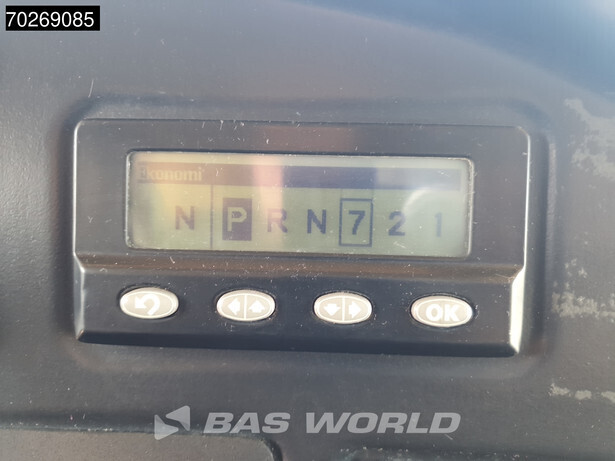 70269085
Ekonomi
N P R N 7 2 1
OK
BAS WORLD